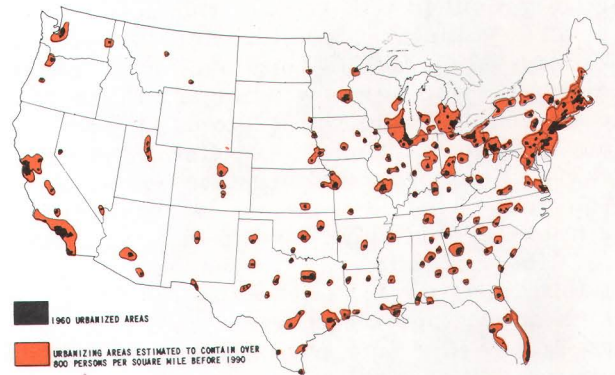 1960 URBANIZED AREAS
URBANIZING AREAS ESTIMATED TO CONTAIN OVER
800 PERSONS PER SQUARE MILE BEFORE 1990